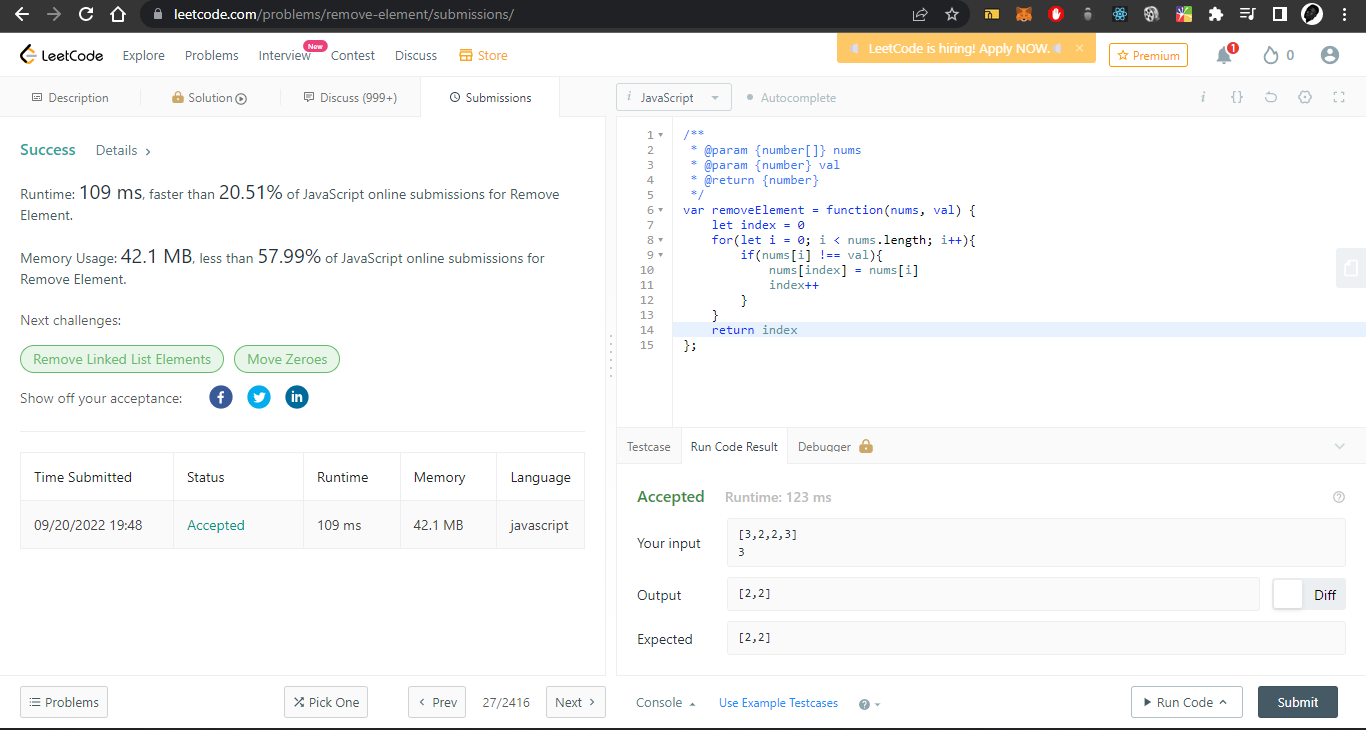 leetcode.com/problems/remove-element/submissions/
LeetCode Explore Problems Interview New Contest Discuss Store LeetCode is hiring! Apply NOW. × Premium 1 0
Description Solution Discuss (999+) Submissions
i JavaScript Autocomplete i {}
Success Details >
Runtime: 109 ms, faster than 20.51% of JavaScript online submissions for Remove
Element.
Memory Usage: 42.1 MB, less than 57.99% of JavaScript online submissions for
Remove Element.
Next challenges:
Remove Linked List Elements Move Zeroes
Show off your acceptance: f in
Time Submitted Status Runtime Memory Language
09/20/2022 19:48 Accepted 109 ms 42.1 MB javascript
Problems Pick One < Prev 27/2416 Next >
1 /**
2 * @param {number[]} nums
3 * @param {number} val
4 * @return {number}
5 */
6 var removeElement = function(nums, val) {
7 let index = 0
8 for(let i = 0; i < nums.length; i++){
9 if(nums[i] !== val){
10 nums[index] = nums[i]
11 index++
12 }
13 }
14 return index
15 };
Testcase Run Code Result Debugger
Accepted Runtime: 123 ms ?
Your input [3,2,2,3]
3
Output [2,2] Diff
Expected [2,2]
Console Use Example Testcases ? Run Code Submit